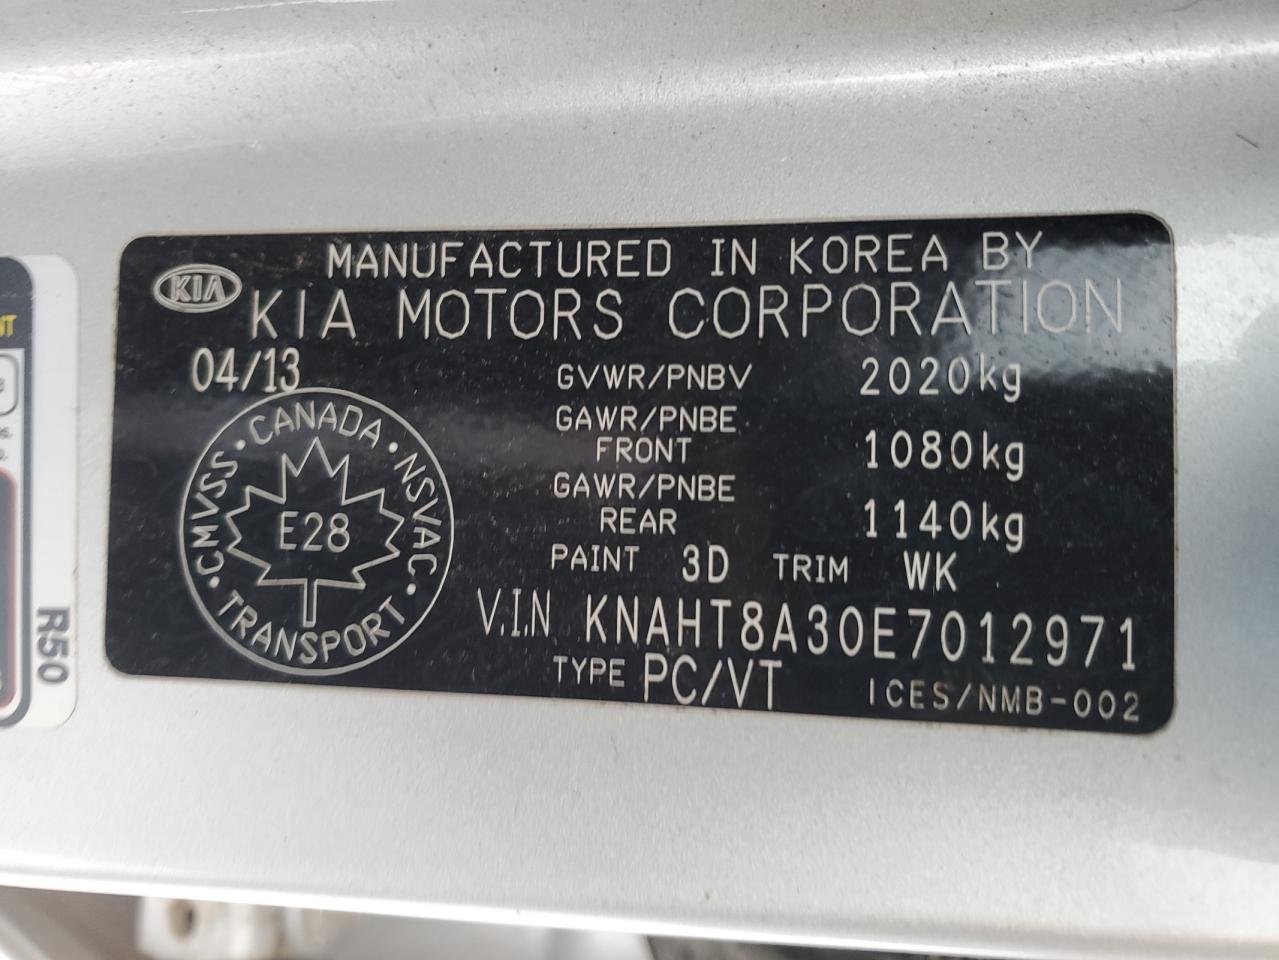 MANUFACTURED IN KOREA BY
KIA
KIA MOTORS CORPORATION
04/13
GVWR/PNBV 2020kg
GAWR/PNBE
FRONT 1080kg
GAWR/PNBE
REAR 1140kg
PAINT 3D TRIM WK
V.I.N KNAHT8A30E7012971
TYPE PC/VT ICES/NMB-002
CANADA • NSVAC • TRANSPORT • CMVSS •
E28
NT
R50